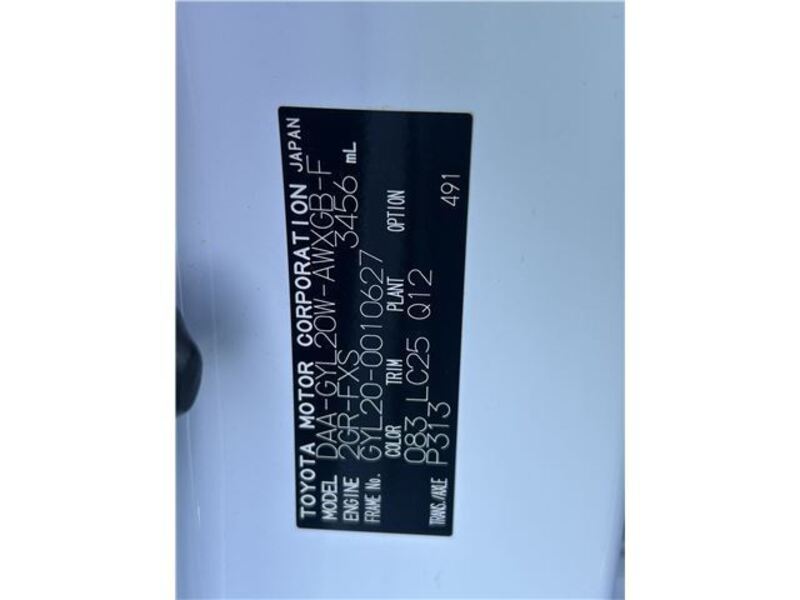 TOYOTA MOTOR CORPORATION JAPAN
MODEL DAA-GYL20W-AWXGB-F
ENGINE 2GR-FXS 3456 mL
FRAME No. GYL20-0010627
COLOR TRIM PLANT OPTION
083 LC25 Q12
TRANS./AXLE P313 491